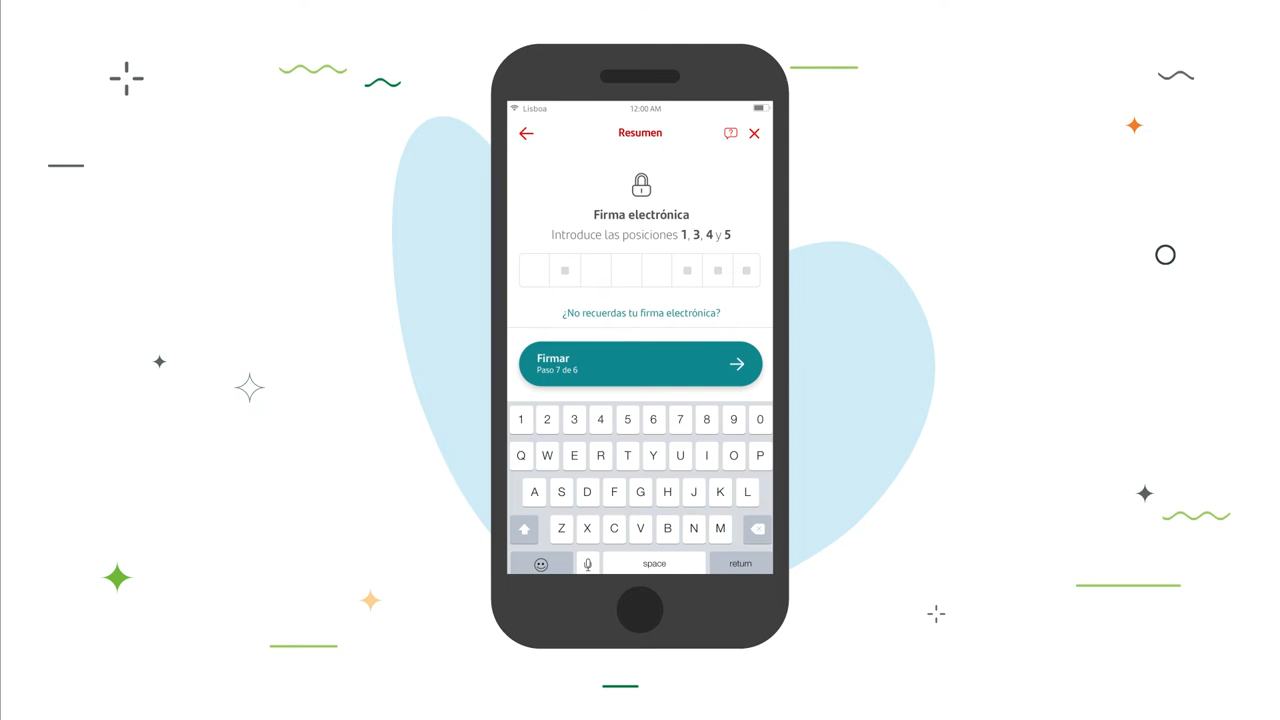 Lisboa 12:00 AM
Resumen
Firma electrónica
Introduce las posiciones 1, 3, 4 y 5
¿No recuerdas tu firma electrónica?
Firmar
Paso 7 de 6
1 2 3 4 5 6 7 8 9 0
Q W E R T Y U I O P
A S D F G H J K L
Z X C V B N M
space return